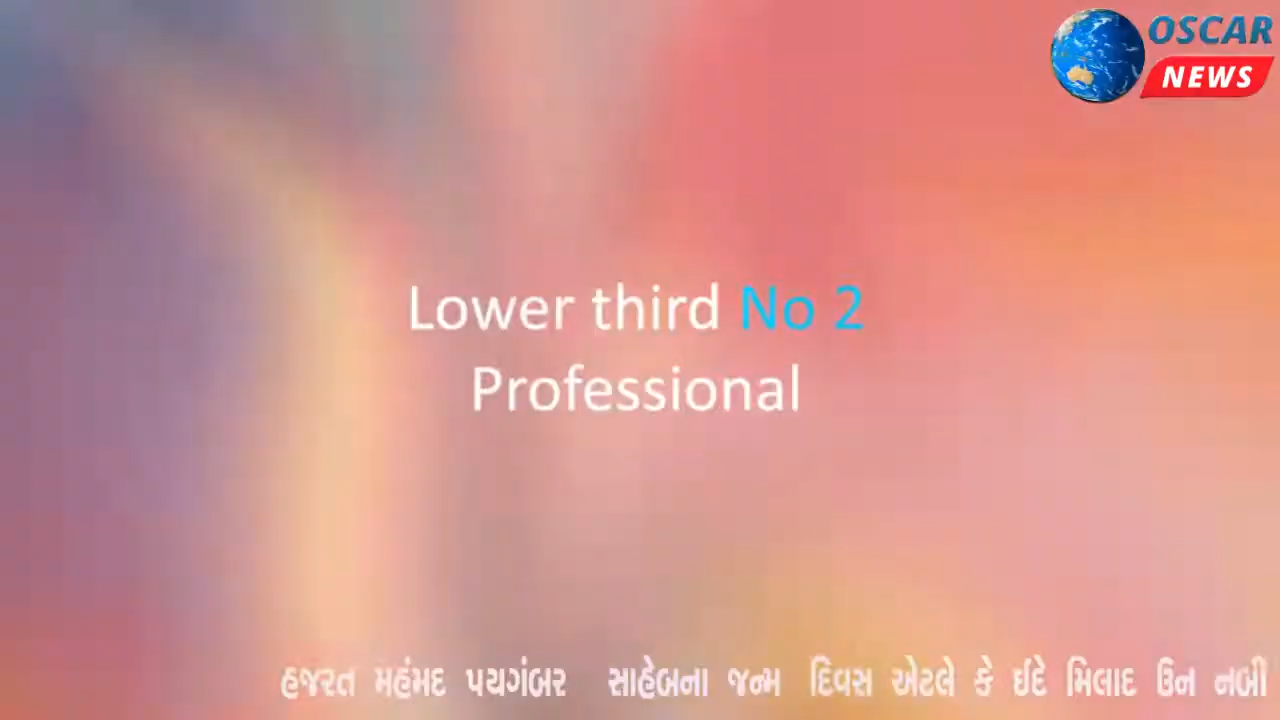 OSCAR
NEWS
Lower third No 2
Professional
હજરત મહંમદ પયગંબર સાહેબના જન્મ દિવસ એટલે કે ઈદે મિલાદ ઉન નબી